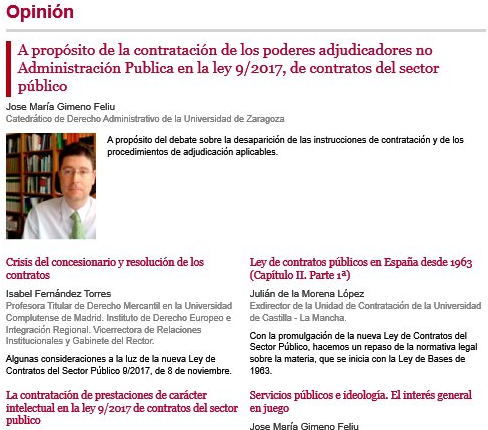 Opinión
A propósito de la contratación de los poderes adjudicadores no
Administración Publica en la ley 9/2017, de contratos del sector
público
Jose María Gimeno Feliu
Catedrático de Derecho Administrativo de la Universidad de Zaragoza
A propósito del debate sobre la desaparición de las instrucciones de contratación y de los
procedimientos de adjudicación aplicables.
Crisis del concesionario y resolución de los
contratos
Isabel Fernández Torres
Profesora Titular de Derecho Mercantil en la Universidad
Complutense de Madrid. Instituto de Derecho Europeo e
Integración Regional. Vicerrectora de Relaciones
Institucionales y Gabinete del Rector.
Algunas consideraciones a la luz de la nueva Ley de
Contratos del Sector Público 9/2017, de 8 de noviembre.
La contratación de prestaciones de carácter
intelectual en la ley 9/2017 de contratos del sector
publico
Ley de contratos públicos en España desde 1963
(Capítulo II. Parte 1ª)
Julián de la Morena López
Exdirector de la Unidad de Contratación de la Universidad
de Castilla - La Mancha.
Con la promulgación de la nueva Ley de Contratos del
Sector Público, hacemos un repaso de la normativa legal
sobre la materia, que se inicia con la Ley de Bases de
1963.
Servicios públicos e ideología. El interés general
en juego
Jose María Gimeno Feliu